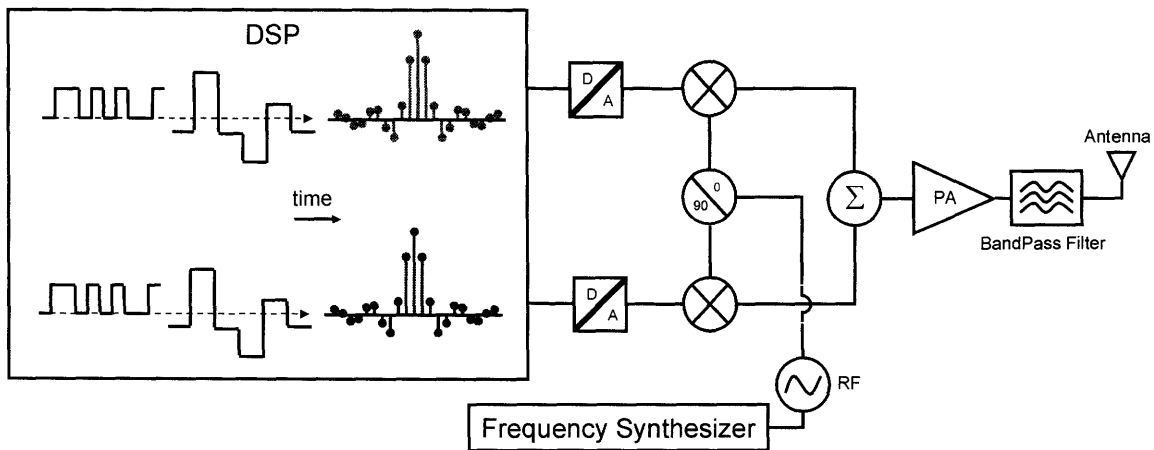 DSP
time
D
A
0
90
D
A
Σ
PA
BandPass Filter
Antenna
RF
Frequency Synthesizer